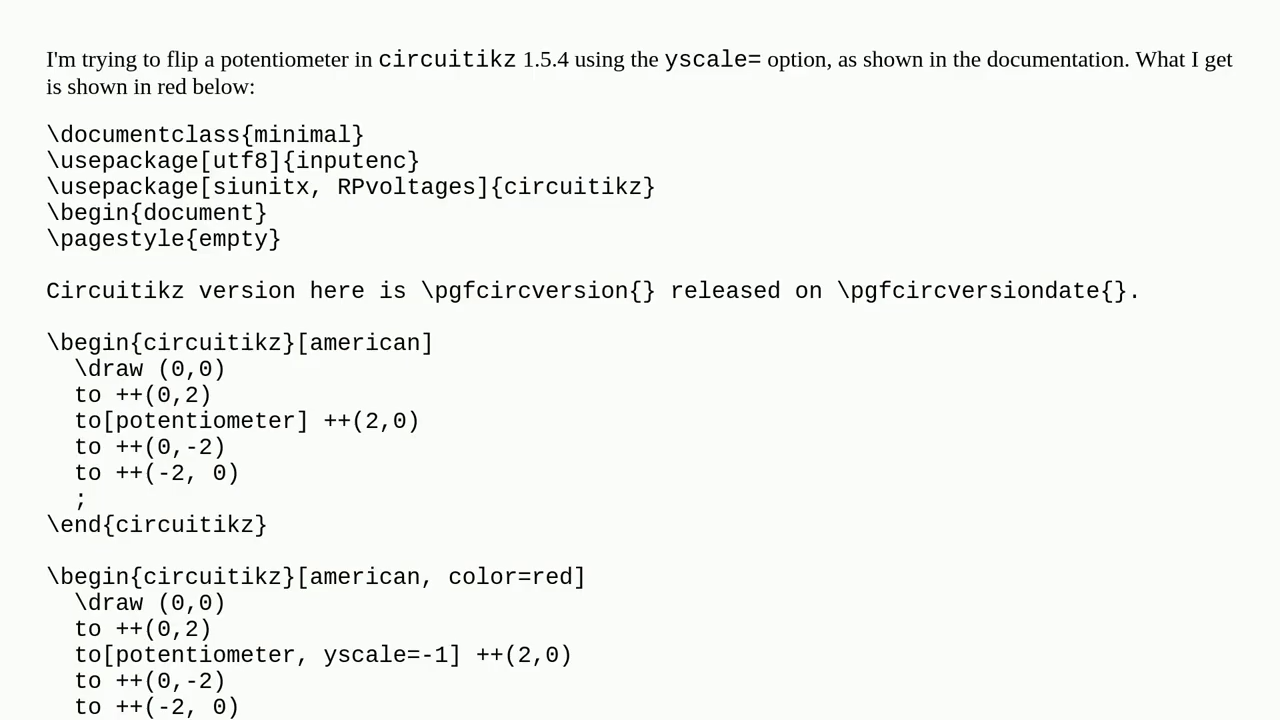 I'm trying to flip a potentiometer in circuitikz 1.5.4 using the yscale= option, as shown in the documentation. What I get
is shown in red below:
\documentclass{minimal}
\usepackage[utf8]{inputenc}
\usepackage[siunitx, RPvoltages]{circuitikz}
\begin{document}
\pagestyle{empty}
Circuitikz version here is \pgfcircversion{} released on \pgfcircversiondate{}.
\begin{circuitikz}[american]
\draw (0,0)
to ++(0,2)
to[potentiometer] ++(2,0)
to ++(0,-2)
to ++(-2, 0)
;
\end{circuitikz}
\begin{circuitikz}[american, color=red]
\draw (0,0)
to ++(0,2)
to[potentiometer, yscale=-1] ++(2,0)
to ++(0,-2)
to ++(-2, 0)